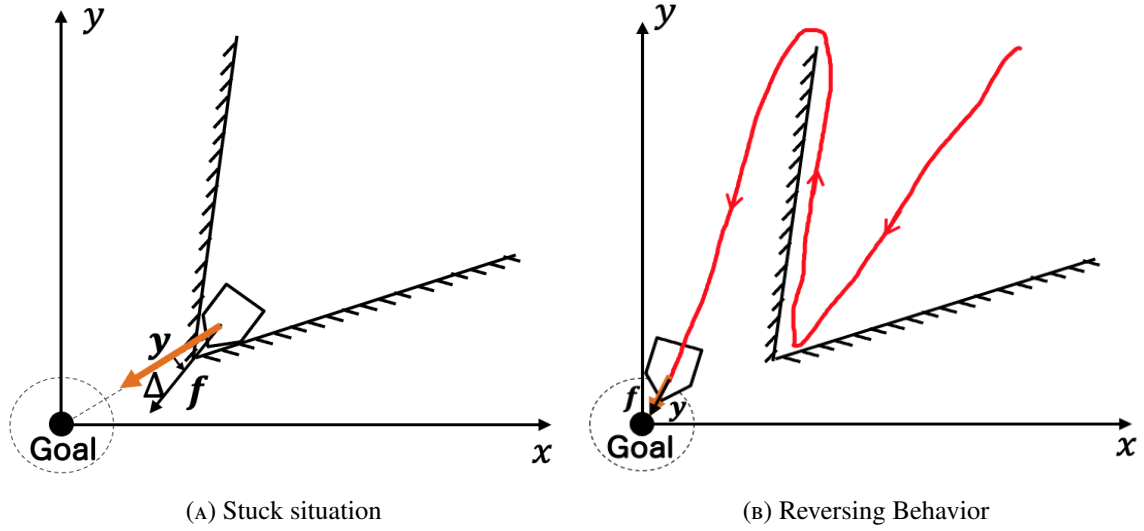 y
y
Δ
f
Goal
x
(A) Stuck situation
y
f
y
Goal
x
(B) Reversing Behavior